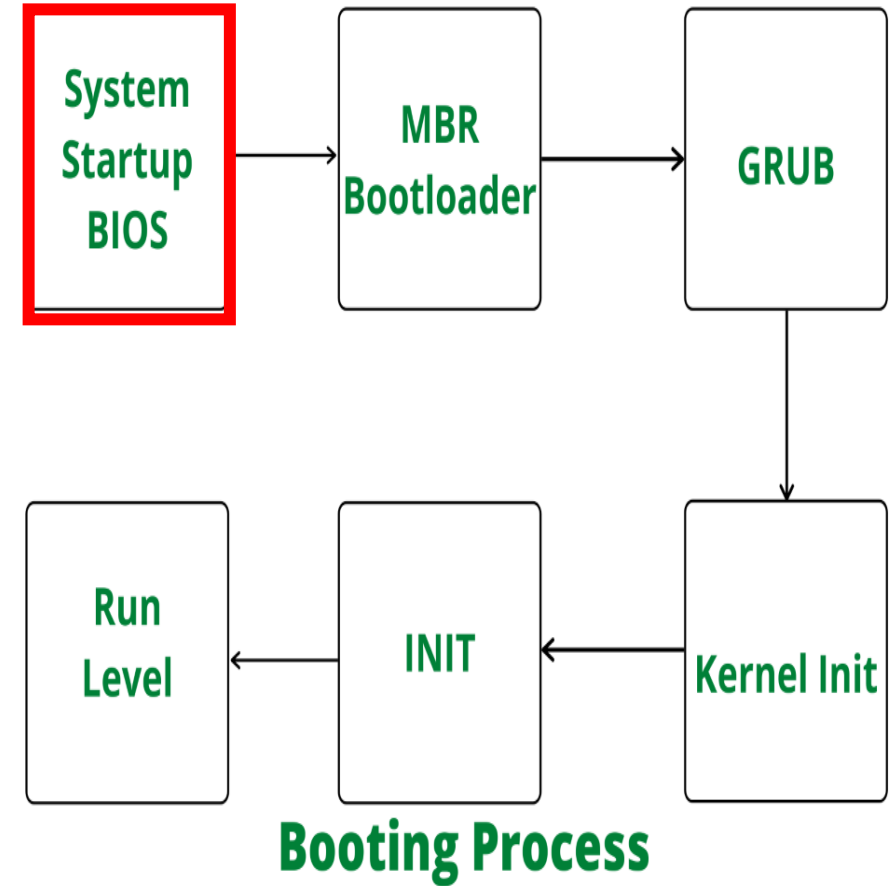 System
Startup
BIOS
MBR
Bootloader
GRUB
Run
Level
INIT
Kernel Init
Booting Process